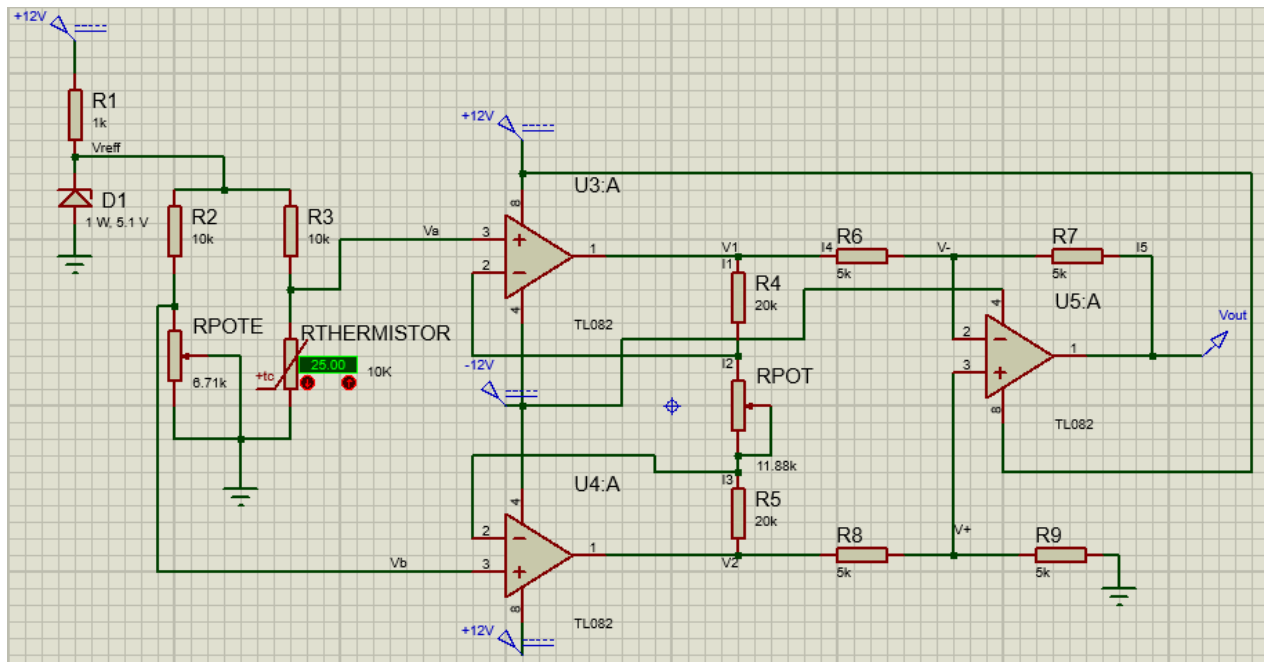 +12V
R1
1k
Vreff
D1
1 W, 5.1 V
R2
10k
R3
10k
RPOTE
6.71k
RTHERMISTOR
+tc
25.00
10K
Va
Vb
+12V
U3:A
8
3
2
1
4
TL082
-12V
U4:A
4
2
3
1
8
TL082
+12V
V1
I1
R4
20k
I2
RPOT
11.88k
I3
R5
20k
V2
I4
R6
5k
V-
R7
5k
I5
U5:A
4
2
3
1
8
TL082
Vout
R8
5k
V+
R9
5k